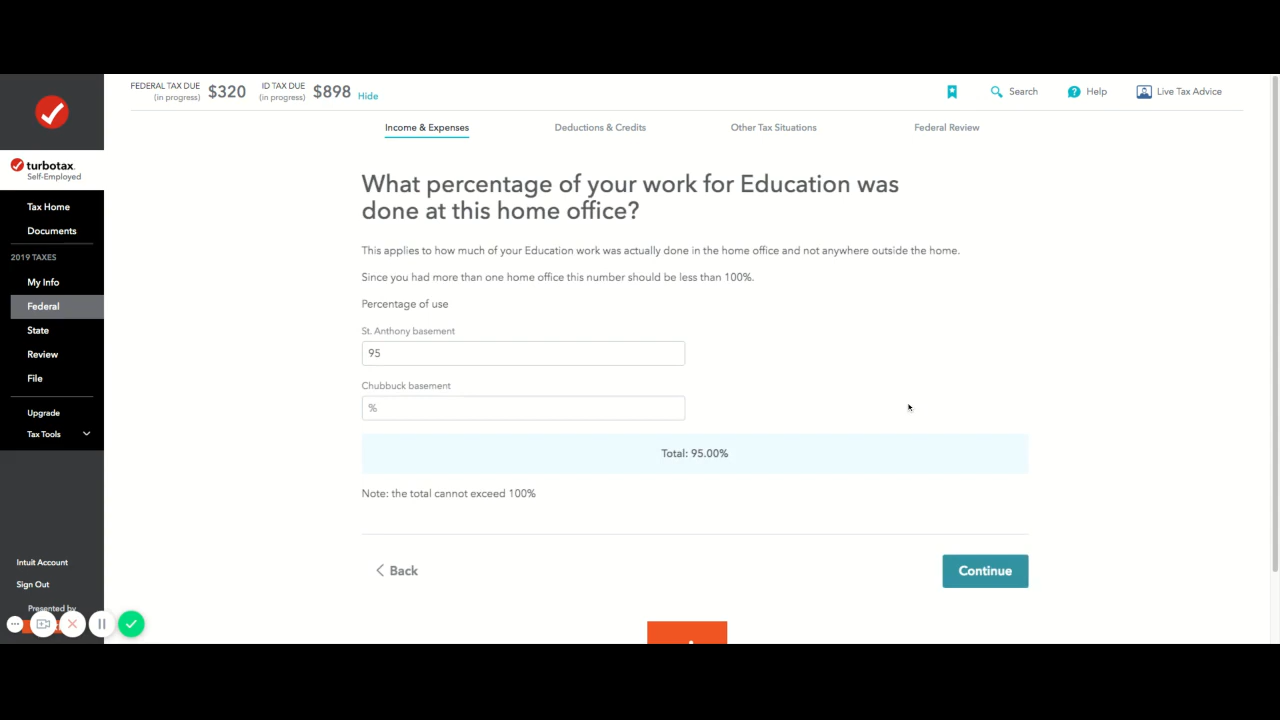 FEDERAL TAX DUE
(in progress)
$320
ID TAX DUE
(in progress)
$898
Hide
Search
Help
Live Tax Advice
turbotax
Self-Employed
Tax Home
Documents
2019 TAXES
My Info
Federal
State
Review
File
Upgrade
Tax Tools
Intuit Account
Sign Out
Presented by
Income & Expenses
Deductions & Credits
Other Tax Situations
Federal Review
What percentage of your work for Education was
done at this home office?
This applies to how much of your Education work was actually done in the home office and not anywhere outside the home.
Since you had more than one home office this number should be less than 100%.
Percentage of use
St. Anthony basement
95
Chubbuck basement
%
Total: 95.00%
Note: the total cannot exceed 100%
Back
Continue